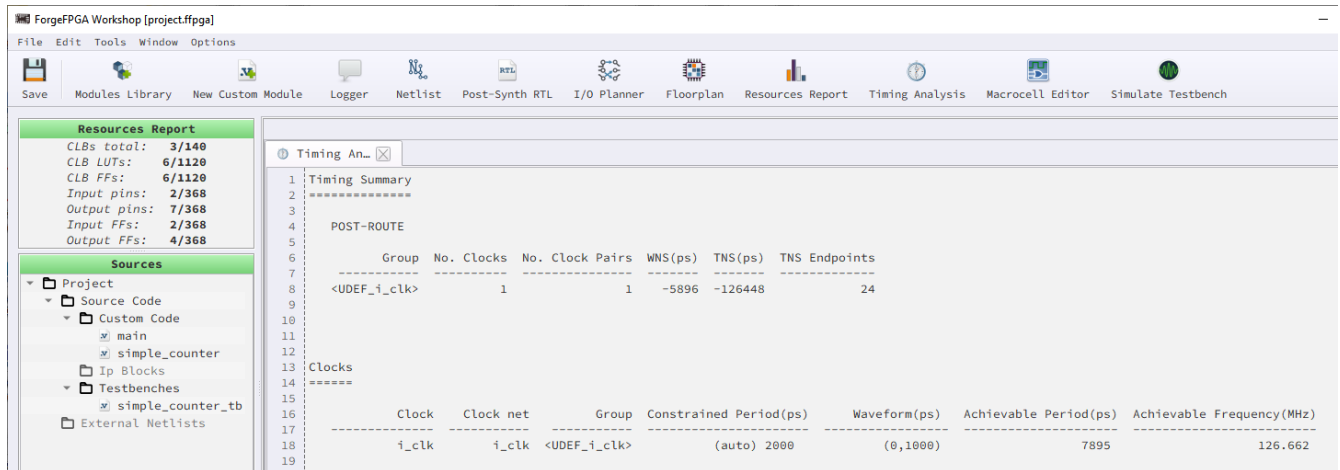 ForgeFPGA Workshop [project.ffpga]
File Edit Tools Window Options
Save Modules Library New Custom Module Logger Netlist Post-Synth RTL I/O Planner Floorplan Resources Report Timing Analysis Macrocell Editor Simulate Testbench
Resources Report
CLBs total: 3/140
CLB LUTs: 6/1120
CLB FFs: 6/1120
Input pins: 2/368
Output pins: 7/368
Input FFs: 2/368
Output FFs: 4/368
Sources
Project
Source Code
Custom Code
main
simple_counter
Ip Blocks
Testbenches
simple_counter_tb
External Netlists
Timing An…
1 Timing Summary
2 ==============
3
4 POST-ROUTE
5
6 Group No. Clocks No. Clock Pairs WNS(ps) TNS(ps) TNS Endpoints
7 ----------- ---------- --------------- ------- ------- -------------
8 <UDEF_i_clk> 1 1 -5896 -126448 24
9
10
11
12
13 Clocks
14 ======
15
16 Clock Clock net Group Constrained Period(ps) Waveform(ps) Achievable Period(ps) Achievable Frequency(MHz)
17 -------------- ----------- ----------- ---------------------- ------------- --------------------- -------------------------
18 i_clk i_clk <UDEF_i_clk> (auto) 2000 (0,1000) 7895 126.662
19